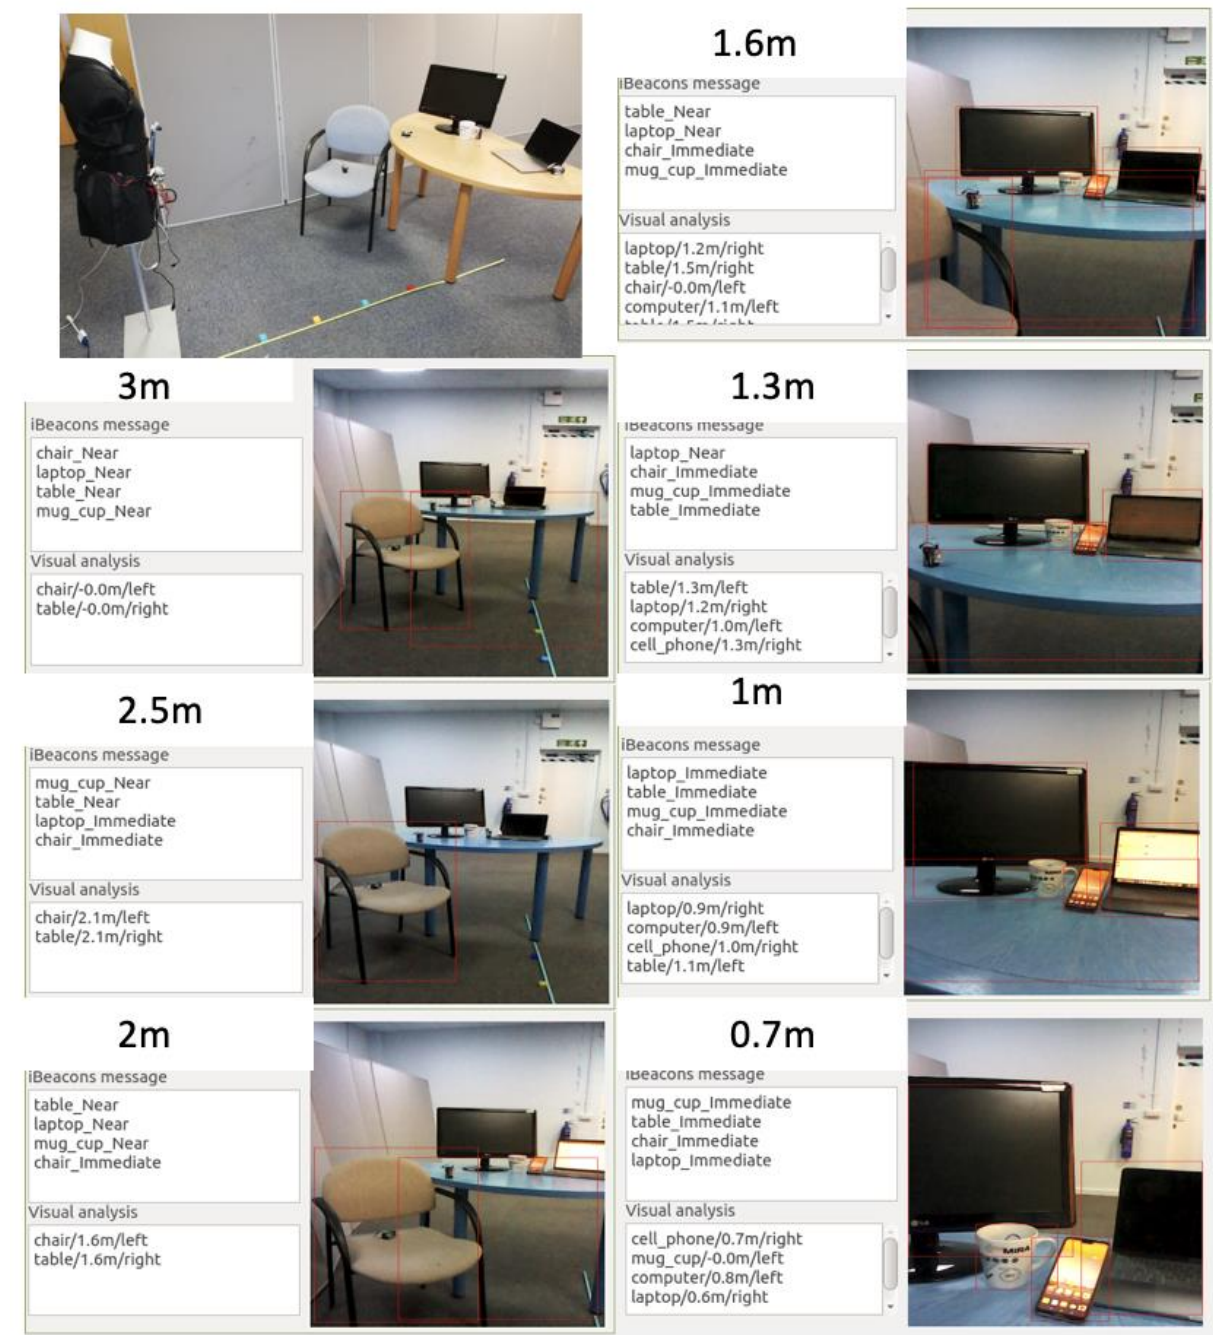 1.6m
iBeacons message
table_Near
laptop_Near
chair_Immediate
mug_cup_Immediate
Visual analysis
laptop/1.2m/right
table/1.5m/right
chair/-0.0m/left
computer/1.1m/left
3m
iBeacons message
chair_Near
laptop_Near
table_Near
mug_cup_Near
Visual analysis
chair/-0.0m/left
table/-0.0m/right
1.3m
iBeacons message
laptop_Near
chair_Immediate
mug_cup_Immediate
table_Immediate
Visual analysis
table/1.3m/left
laptop/1.2m/right
computer/1.0m/left
cell_phone/1.3m/right
2.5m
iBeacons message
mug_cup_Near
table_Near
laptop_Immediate
chair_Immediate
Visual analysis
chair/2.1m/left
table/2.1m/right
1m
iBeacons message
laptop_Immediate
table_Immediate
mug_cup_Immediate
chair_Immediate
Visual analysis
laptop/0.9m/right
computer/0.9m/left
cell_phone/1.0m/right
table/1.1m/left
2m
iBeacons message
table_Near
laptop_Near
mug_cup_Near
chair_Immediate
Visual analysis
chair/1.6m/left
table/1.6m/right
0.7m
iBeacons message
mug_cup_Immediate
table_Immediate
chair_Immediate
laptop_Immediate
Visual analysis
cell_phone/0.7m/right
mug_cup/-0.0m/left
computer/0.8m/left
laptop/0.6m/right